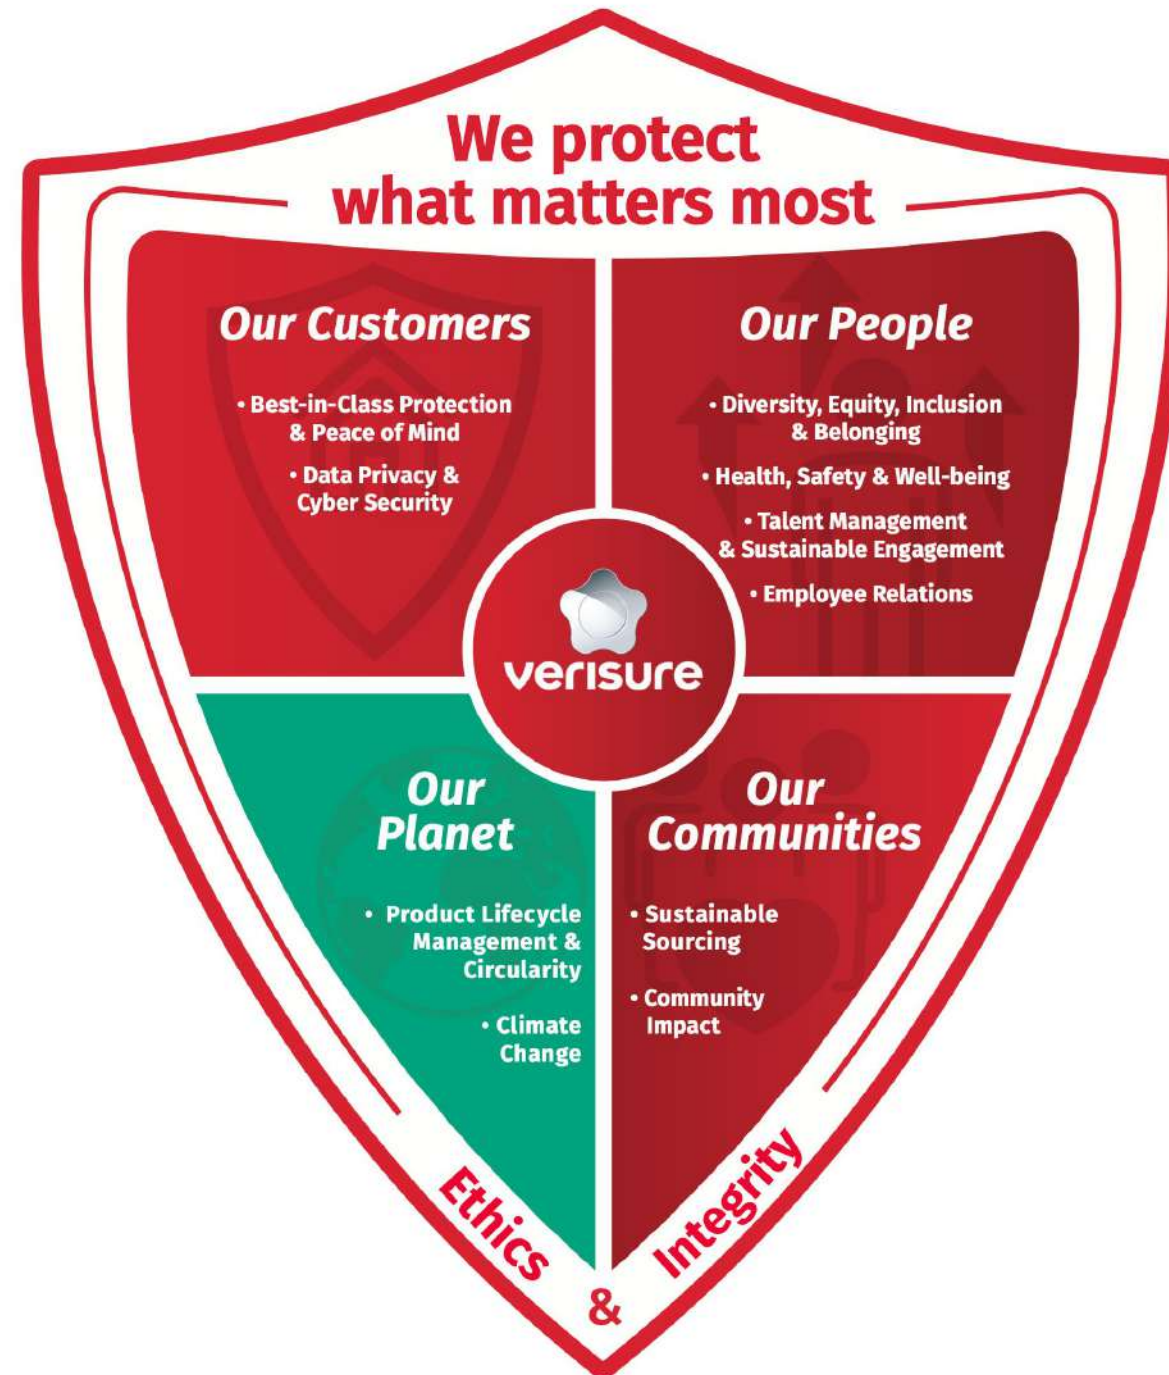 We protect
what matters most
Our Customers
• Best-in-Class Protection
& Peace of Mind
• Data Privacy &
Cyber Security
Our People
• Diversity, Equity, Inclusion
& Belonging
• Health, Safety & Well-being
• Talent Management
& Sustainable Engagement
• Employee Relations
verisure
Our
Planet
• Product Lifecycle
Management &
Circularity
• Climate
Change
Our
Communities
• Sustainable
Sourcing
• Community
Impact
Ethics
&
Integrity